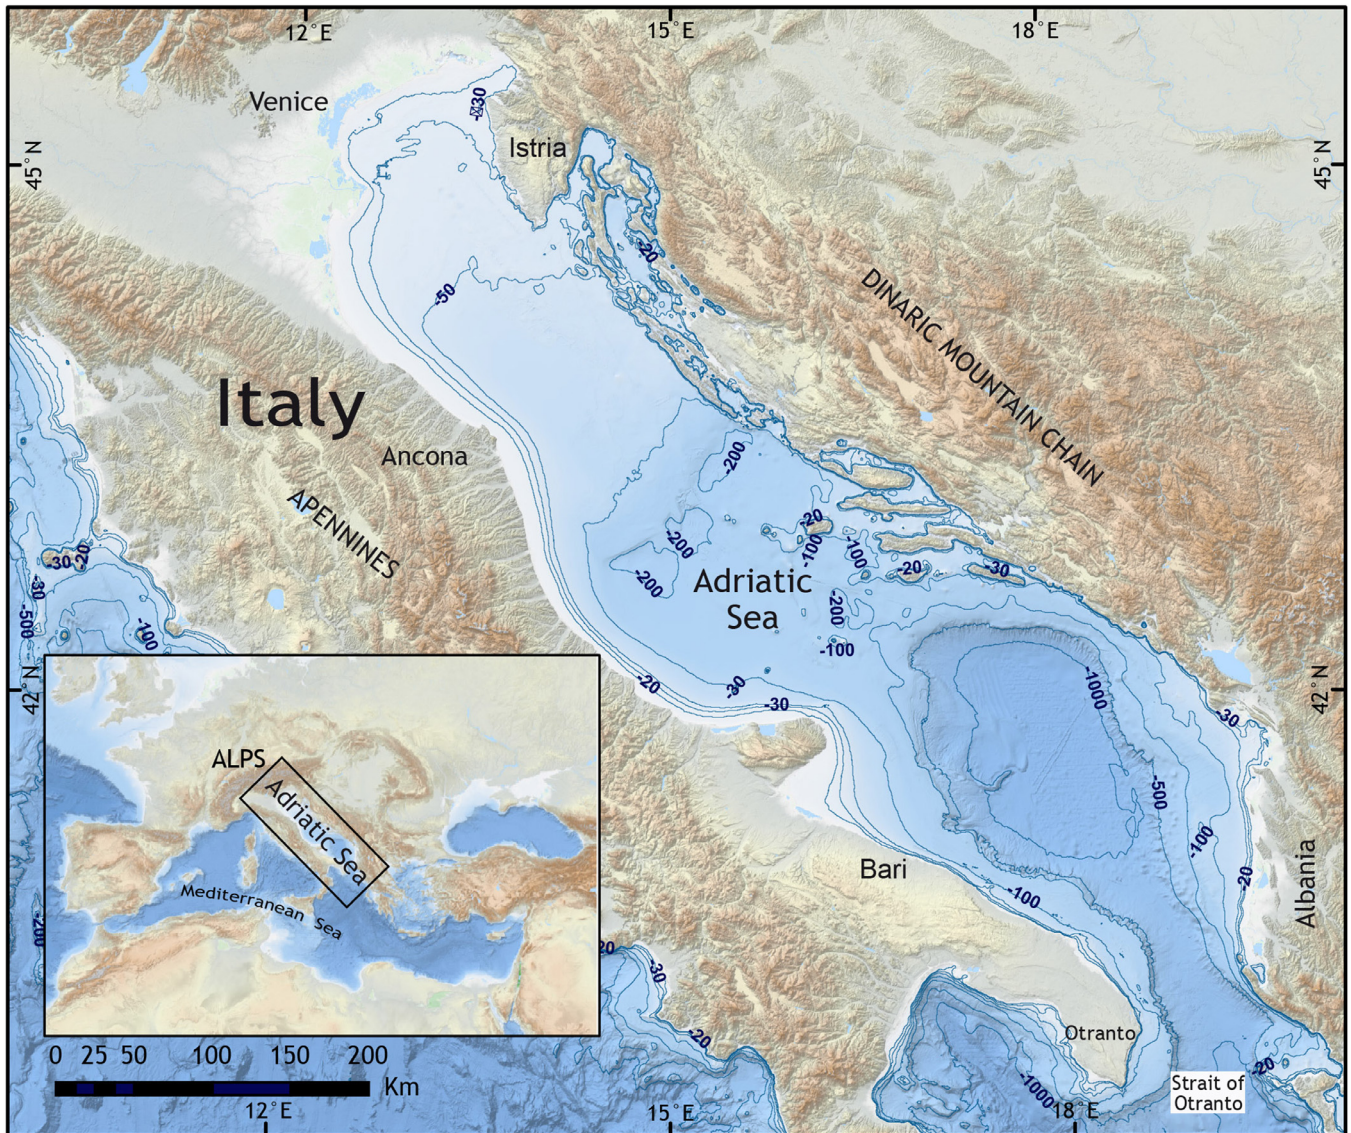 12°E
15°E
18°E
Venice
-30
Istria
45°N
45°N
-20
-50
DINARIC MOUNTAIN CHAIN
Italy
Ancona
-200
APENNINES
-20
-200
-100
-100
-30
-20
-20
-30
-200
Adriatic
Sea
-30
-500
-100
-200
-100
42°N
-20
-30
-30
-1000
-30
42°N
ALPS
Adriatic Sea
Mediterranean Sea
-500
-100
Bari
-20
Albania
-100
-200
20
-30
-20
Otranto
-1000
-20
Strait of
Otranto
0 25 50 100 150 200
Km
12°E
15°E
18°E